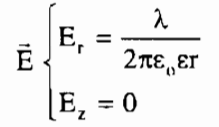 E⃗ { E_r = λ / 2πε₀εr
E_z = 0